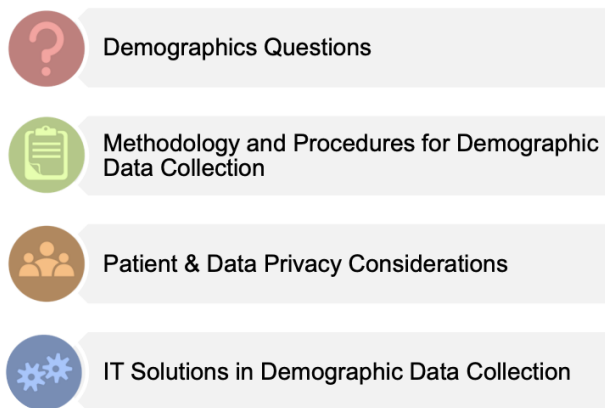 Demographics Questions
Methodology and Procedures for Demographic
Data Collection
Patient & Data Privacy Considerations
IT Solutions in Demographic Data Collection